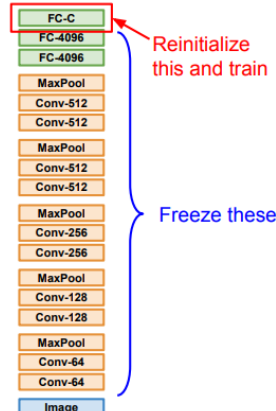 FC-C
FC-4096
FC-4096
MaxPool
Conv-512
Conv-512
MaxPool
Conv-512
Conv-512
MaxPool
Conv-256
Conv-256
MaxPool
Conv-128
Conv-128
MaxPool
Conv-64
Conv-64
Image
Reinitialize
this and train
Freeze these